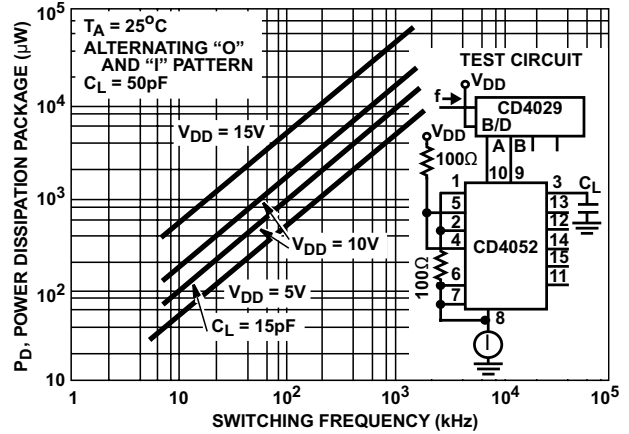 P_D, POWER DISSIPATION PACKAGE (µW)
10^5
10^4
10^3
10^2
10
T_A = 25°C
ALTERNATING “O”
AND “I” PATTERN
C_L = 50pF
V_DD = 15V
V_DD = 10V
V_DD = 5V
C_L = 15pF
TEST CIRCUIT
V_DD
f
CD4029
B/D
A B
V_DD
100Ω
10 9
1
5
2
4
6
7
8
3
13
12
14
15
11
C_L
CD4052
100Ω
I
1 10 10^2 10^3 10^4 10^5
SWITCHING FREQUENCY (kHz)